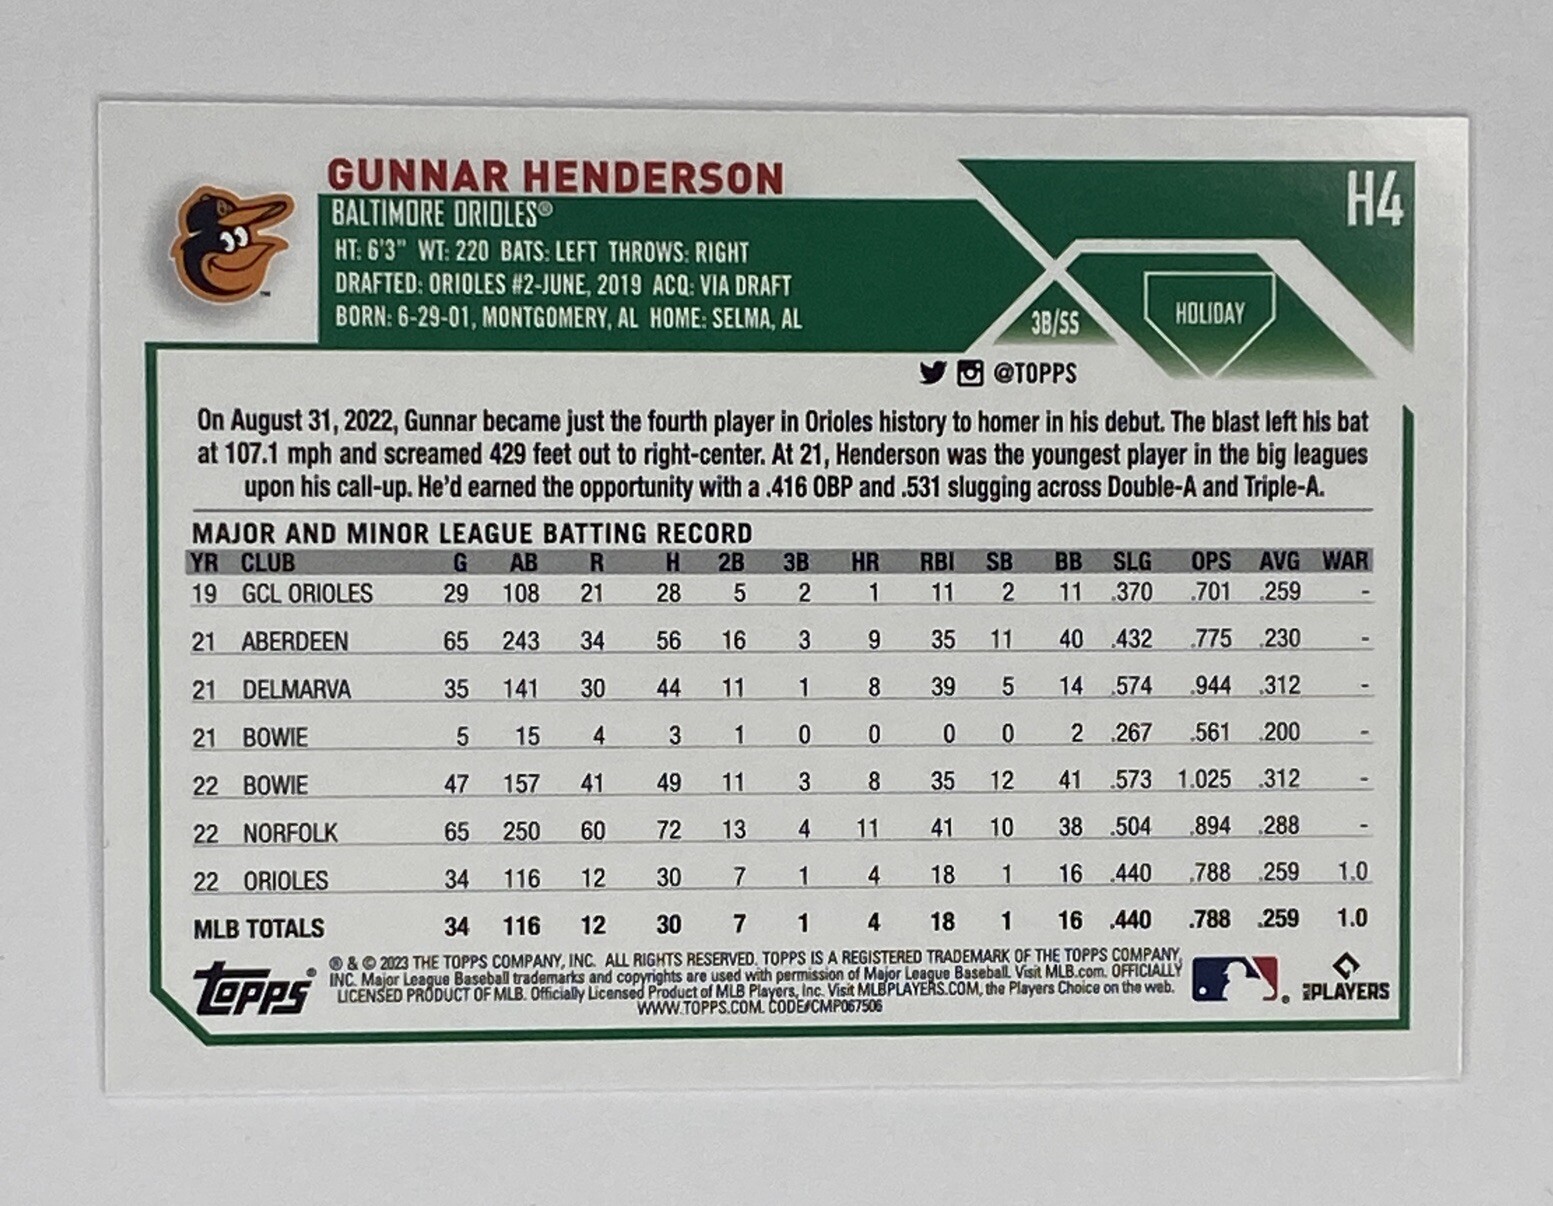 GUNNAR HENDERSON
H4
BALTIMORE ORIOLES®
HT: 6'3" WT: 220 BATS: LEFT THROWS: RIGHT
DRAFTED: ORIOLES #2-JUNE, 2019 ACQ: VIA DRAFT
BORN: 6-29-01, MONTGOMERY, AL HOME: SELMA, AL
3B/SS
HOLIDAY
@TOPPS
On August 31, 2022, Gunnar became just the fourth player in Orioles history to homer in his debut. The blast left his bat
at 107.1 mph and screamed 429 feet out to right-center. At 21, Henderson was the youngest player in the big leagues
upon his call-up. He'd earned the opportunity with a .416 OBP and .531 slugging across Double-A and Triple-A.
MAJOR AND MINOR LEAGUE BATTING RECORD
YR CLUB G AB R H 2B 3B HR RBI SB BB SLG OPS AVG WAR
19 GCL ORIOLES 29 108 21 28 5 2 1 11 2 11 .370 .701 .259 -
21 ABERDEEN 65 243 34 56 16 3 9 35 11 40 .432 .775 .230 -
21 DELMARVA 35 141 30 44 11 1 8 39 5 14 .574 .944 .312 -
21 BOWIE 5 15 4 3 1 0 0 0 0 2 .267 .561 .200 -
22 BOWIE 47 157 41 49 11 3 8 35 12 41 .573 1.025 .312 -
22 NORFOLK 65 250 60 72 13 4 11 41 10 38 .504 .894 .288 -
22 ORIOLES 34 116 12 30 7 1 4 18 1 16 .440 .788 .259 1.0
MLB TOTALS 34 116 12 30 7 1 4 18 1 16 .440 .788 .259 1.0
topps®
® & © 2023 THE TOPPS COMPANY, INC. ALL RIGHTS RESERVED. TOPPS IS A REGISTERED TRADEMARK OF THE TOPPS COMPANY,
INC. Major League Baseball trademarks and copyrights are used with permission of Major League Baseball. Visit MLB.com. OFFICIALLY
LICENSED PRODUCT OF MLB. Officially Licensed Product of MLB Players, Inc. Visit MLBPLAYERS.COM, the Players Choice on the web.
WWW.TOPPS.COM. CODE#CMP067506
MLB PLAYERS